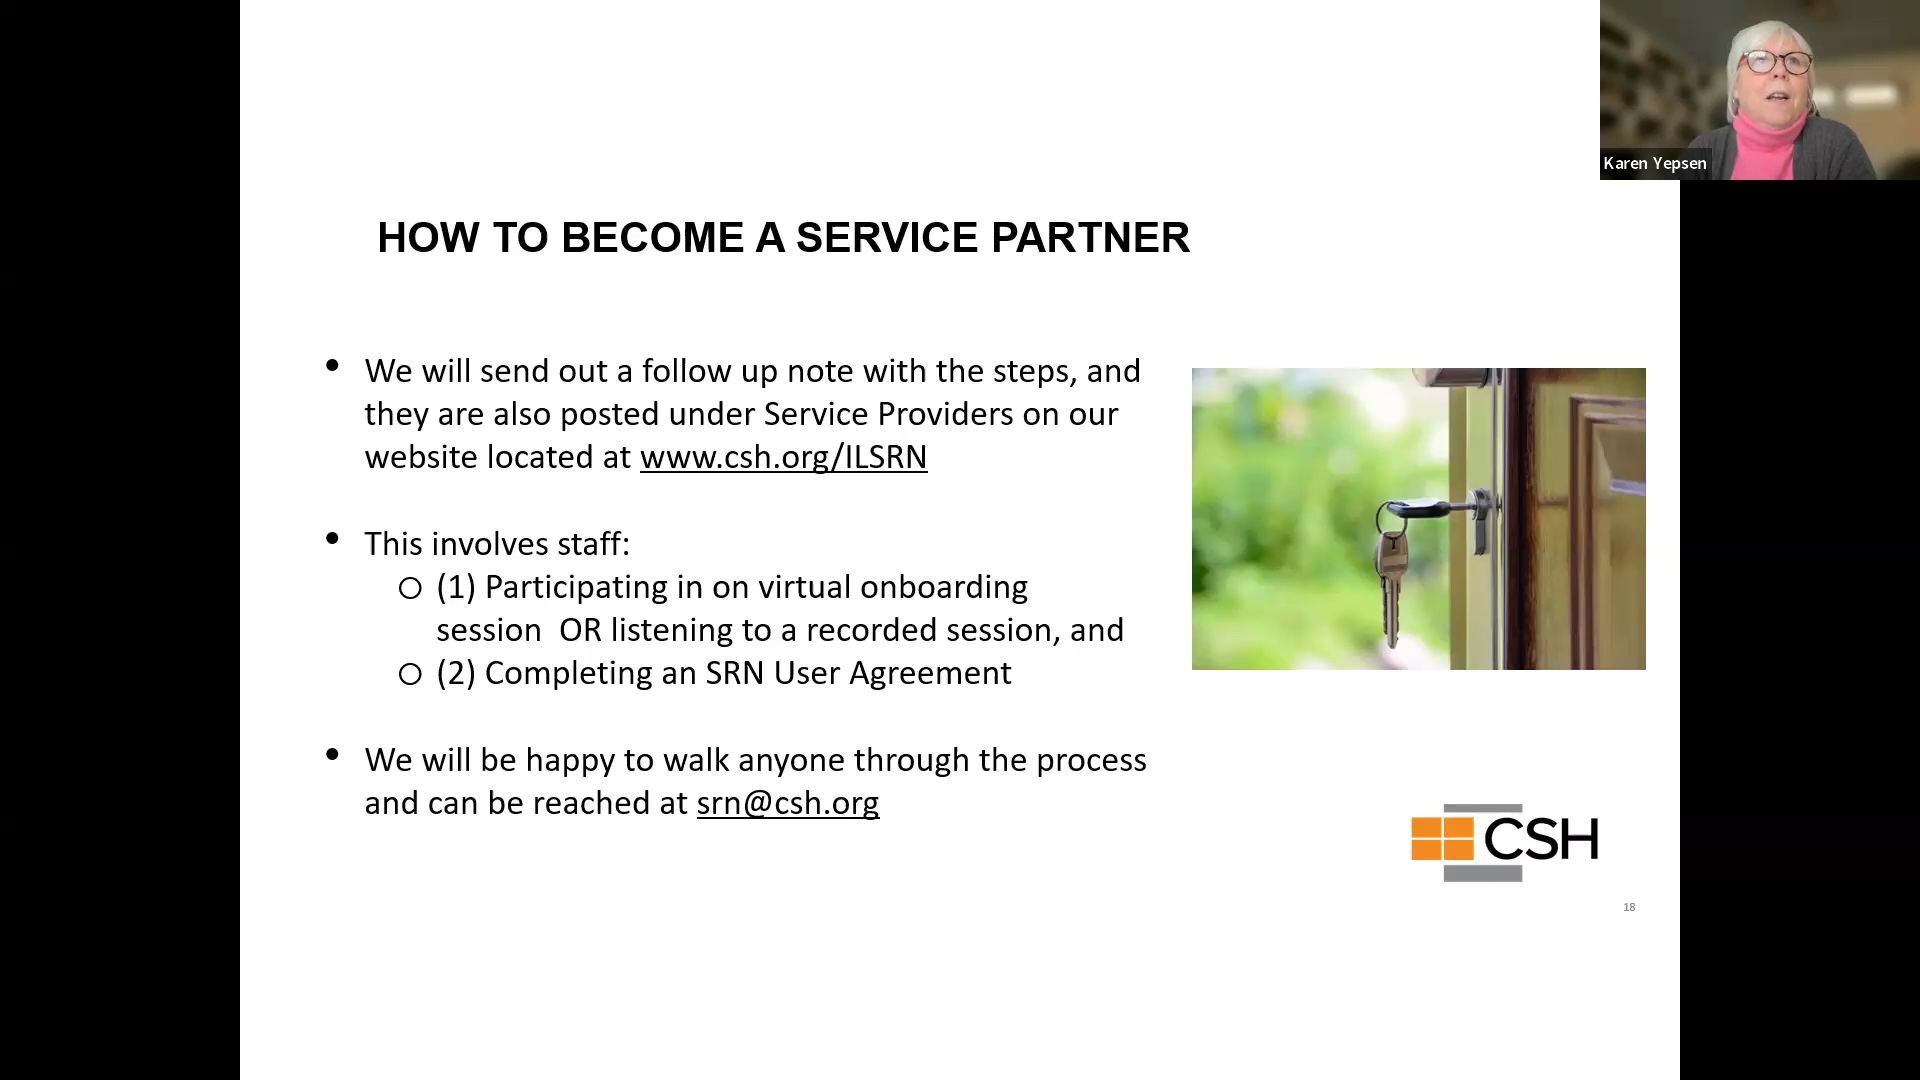 Karen Yepsen
HOW TO BECOME A SERVICE PARTNER
• We will send out a follow up note with the steps, and
they are also posted under Service Providers on our
website located at www.csh.org/ILSRN
• This involves staff:
o (1) Participating in on virtual onboarding
session  OR listening to a recorded session, and
o (2) Completing an SRN User Agreement
• We will be happy to walk anyone through the process
and can be reached at srn@csh.org
CSH
18